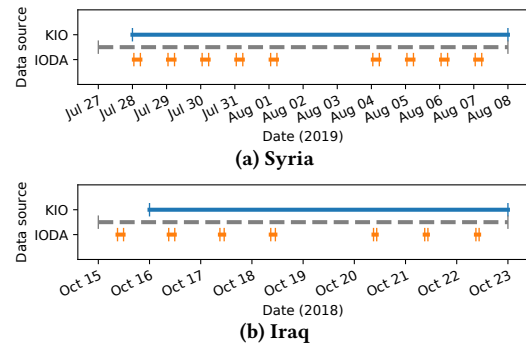 Data source
KIO
IODA
Jul 27
Jul 28
Jul 29
Jul 30
Jul 31
Aug 01
Aug 02
Aug 03
Aug 04
Aug 05
Aug 06
Aug 07
Aug 08
Date (2019)
(a) Syria
Data source
KIO
IODA
Oct 15
Oct 16
Oct 17
Oct 18
Oct 19
Oct 20
Oct 21
Oct 22
Oct 23
Date (2018)
(b) Iraq